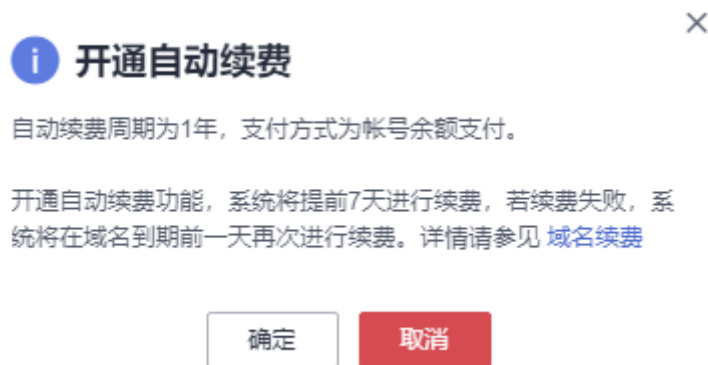 开通自动续费
自动续费周期为1年，支付方式为帐号余额支付。
开通自动续费功能，系统将提前7天进行续费，若续费失败，系
统将在域名到期前一天再次进行续费。详情请参见 域名续费
确定 取消